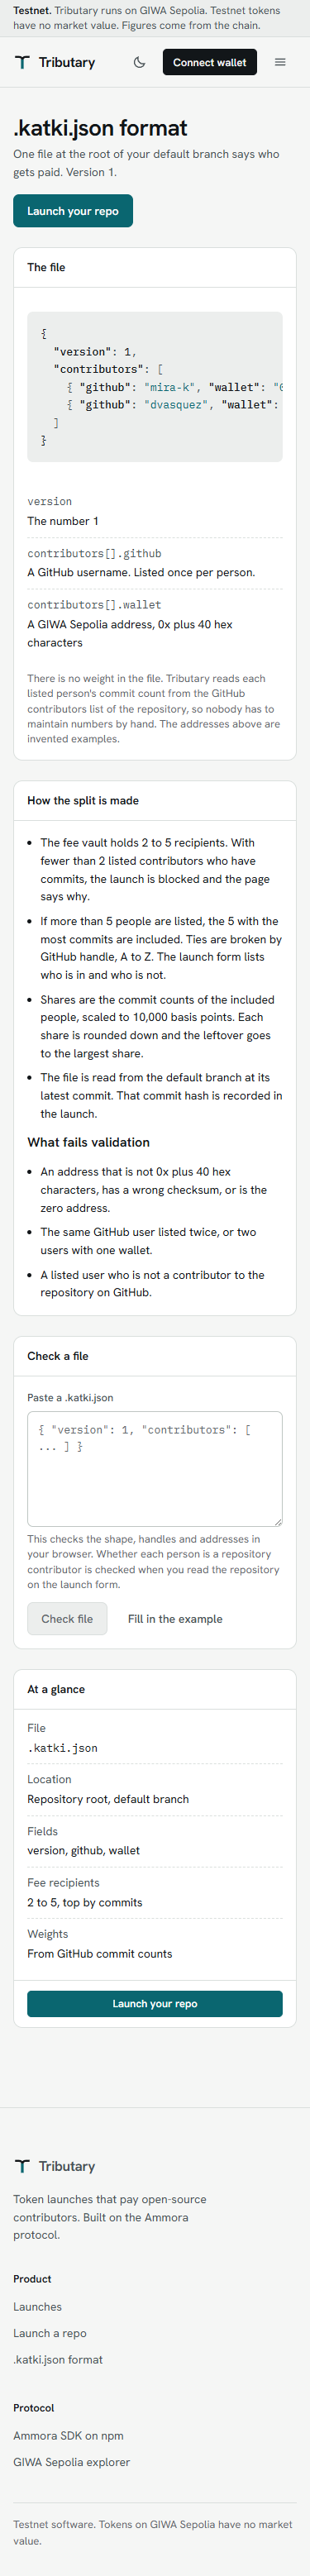 Testnet. Tributary runs on GIWA Sepolia. Testnet tokens
have no market value. Figures come from the chain.
Tributary
Connect wallet
.katki.json format
One file at the root of your default branch says who
gets paid. Version 1.
Launch your repo
The file
{
"version": 1,
"contributors": [
{ "github": "mira-k", "wallet": "0
{ "github": "dvasquez", "wallet":
]
}
version
The number 1
contributors[].github
A GitHub username. Listed once per person.
contributors[].wallet
A GIWA Sepolia address, 0x plus 40 hex
characters
There is no weight in the file. Tributary reads each
listed person's commit count from the GitHub
contributors list of the repository, so nobody has to
maintain numbers by hand. The addresses above are
invented examples.
How the split is made
• The fee vault holds 2 to 5 recipients. With
fewer than 2 listed contributors who have
commits, the launch is blocked and the page
says why.
• If more than 5 people are listed, the 5 with the
most commits are included. Ties are broken by
GitHub handle, A to Z. The launch form lists
who is in and who is not.
• Shares are the commit counts of the included
people, scaled to 10,000 basis points. Each
share is rounded down and the leftover goes
to the largest share.
• The file is read from the default branch at its
latest commit. That commit hash is recorded in
the launch.
What fails validation
• An address that is not 0x plus 40 hex
characters, has a wrong checksum, or is the
zero address.
• The same GitHub user listed twice, or two
users with one wallet.
• A listed user who is not a contributor to the
repository on GitHub.
Check a file
Paste a .katki.json
{ "version": 1, "contributors": [
... ] }
This checks the shape, handles and addresses in
your browser. Whether each person is a repository
contributor is checked when you read the repository
on the launch form.
Check file
Fill in the example
At a glance
File
.katki.json
Location
Repository root, default branch
Fields
version, github, wallet
Fee recipients
2 to 5, top by commits
Weights
From GitHub commit counts
Launch your repo
Tributary
Token launches that pay open-source
contributors. Built on the Ammora
protocol.
Product
Launches
Launch a repo
.katki.json format
Protocol
Ammora SDK on npm
GIWA Sepolia explorer
Testnet software. Tokens on GIWA Sepolia have no market
value.